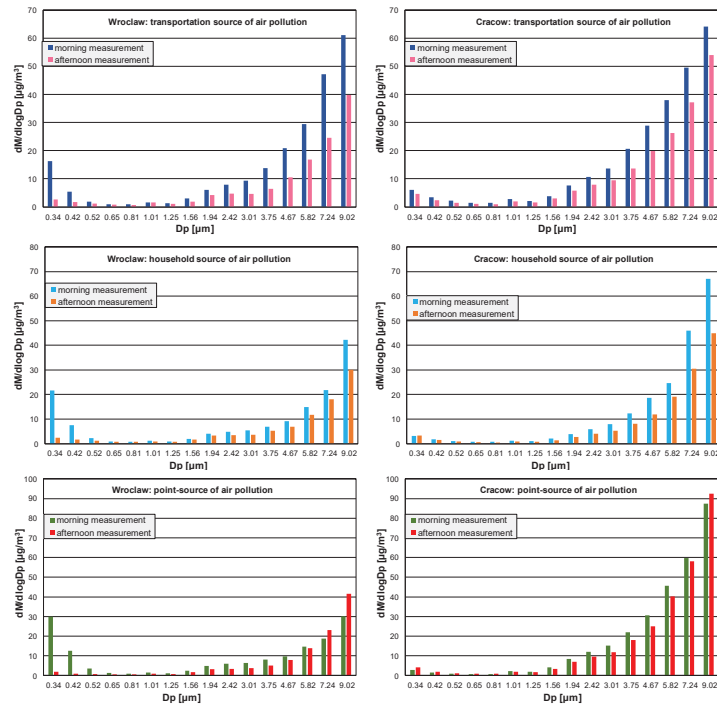 Wroclaw: transportation source of air pollution
dM/dlogDp [µg/m³]
70
60
50
40
30
20
10
0
morning measurement
afternoon measurement
0.34 0.42 0.52 0.65 0.81 1.01 1.25 1.56 1.94 2.42 3.01 3.75 4.67 5.82 7.24 9.02
Dp [µm]
Cracow: transportation source of air pollution
dM/dlogDp [µg/m³]
70
60
50
40
30
20
10
0
morning measurement
afternoon measurement
0.34 0.42 0.52 0.65 0.81 1.01 1.25 1.56 1.94 2.42 3.01 3.75 4.67 5.82 7.24 9.02
Dp [µm]
Wroclaw: household source of air pollution
dM/dlogDp [µg/m³]
80
70
60
50
40
30
20
10
0
morning measurement
afternoon measurement
0.34 0.42 0.52 0.65 0.81 1.01 1.25 1.56 1.94 2.42 3.01 3.75 4.67 5.82 7.24 9.02
Dp [µm]
Cracow: household source of air pollution
dM/dlogDp [µg/m³]
80
70
60
50
40
30
20
10
0
morning measurement
afternoon measurement
0.34 0.42 0.52 0.65 0.81 1.01 1.25 1.56 1.94 2.42 3.01 3.75 4.67 5.82 7.24 9.02
Dp [µm]
Wroclaw: point-source of air pollution
dM/dlogDp [µg/m³]
100
90
80
70
60
50
40
30
20
10
0
morning measurement
afternoon measurement
0.34 0.42 0.52 0.65 0.81 1.01 1.25 1.56 1.94 2.42 3.01 3.75 4.67 5.82 7.24 9.02
Dp [µm]
Cracow: point-source of air pollution
dM/dlogDp [µg/m³]
100
90
80
70
60
50
40
30
20
10
0
morning measurement
afternoon measurement
0.34 0.42 0.52 0.65 0.81 1.01 1.25 1.56 1.94 2.42 3.01 3.75 4.67 5.82 7.24 9.02
Dp [µm]